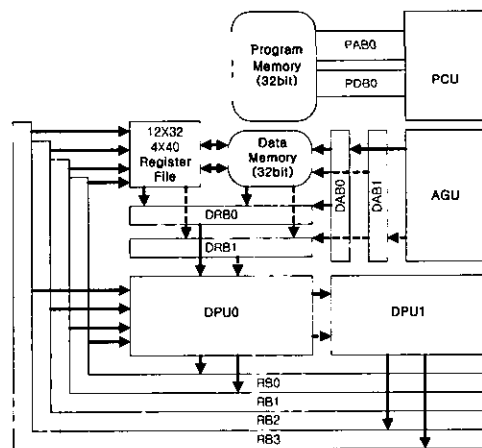 Program
Memory
(32bit)
PAB0
PDB0
PCU
12X32
4X40
Register
File
Data
Memory
(32bit)
DAB0
DAB1
AGU
DRB0
DRB1
DPU0
DPU1
RB0
RB1
RB2
RB3